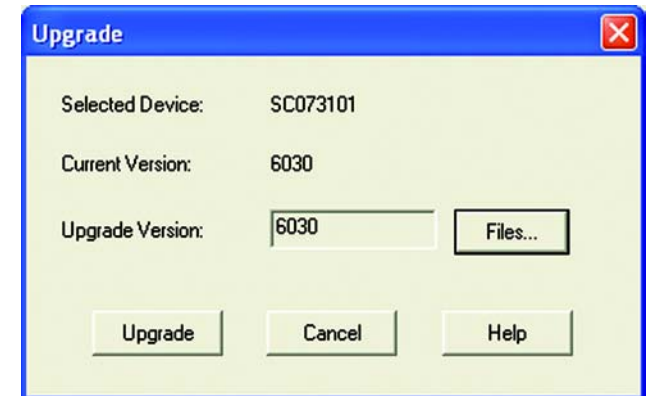 Upgrade
Selected Device: SC073101
Current Version: 6030
Upgrade Version: 6030 Files...
Upgrade Cancel Help